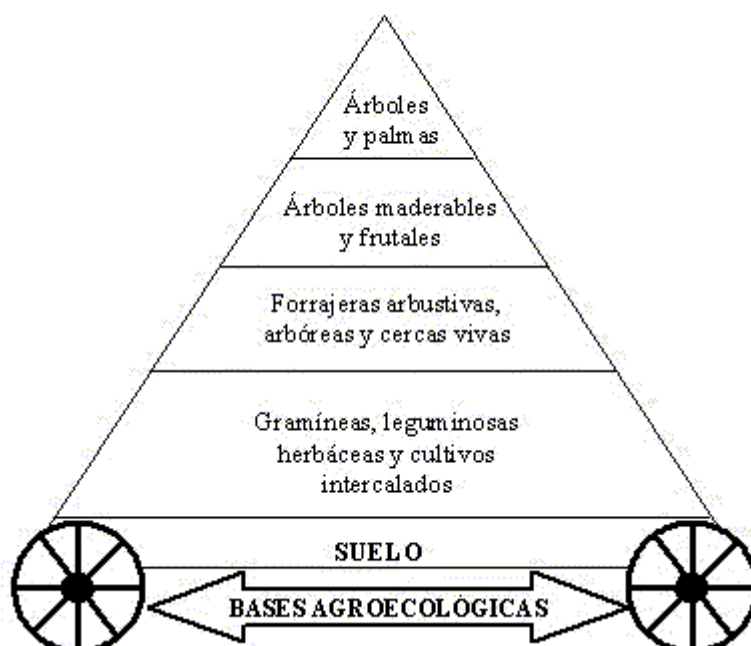 Árboles
y palmas
Árboles maderables
y frutales
Forrajeras arbustivas,
arbóreas y cercas vivas
Gramíneas, leguminosas
herbáceas y cultivos
intercalados
SUELO
BASES AGROECOLÓGICAS